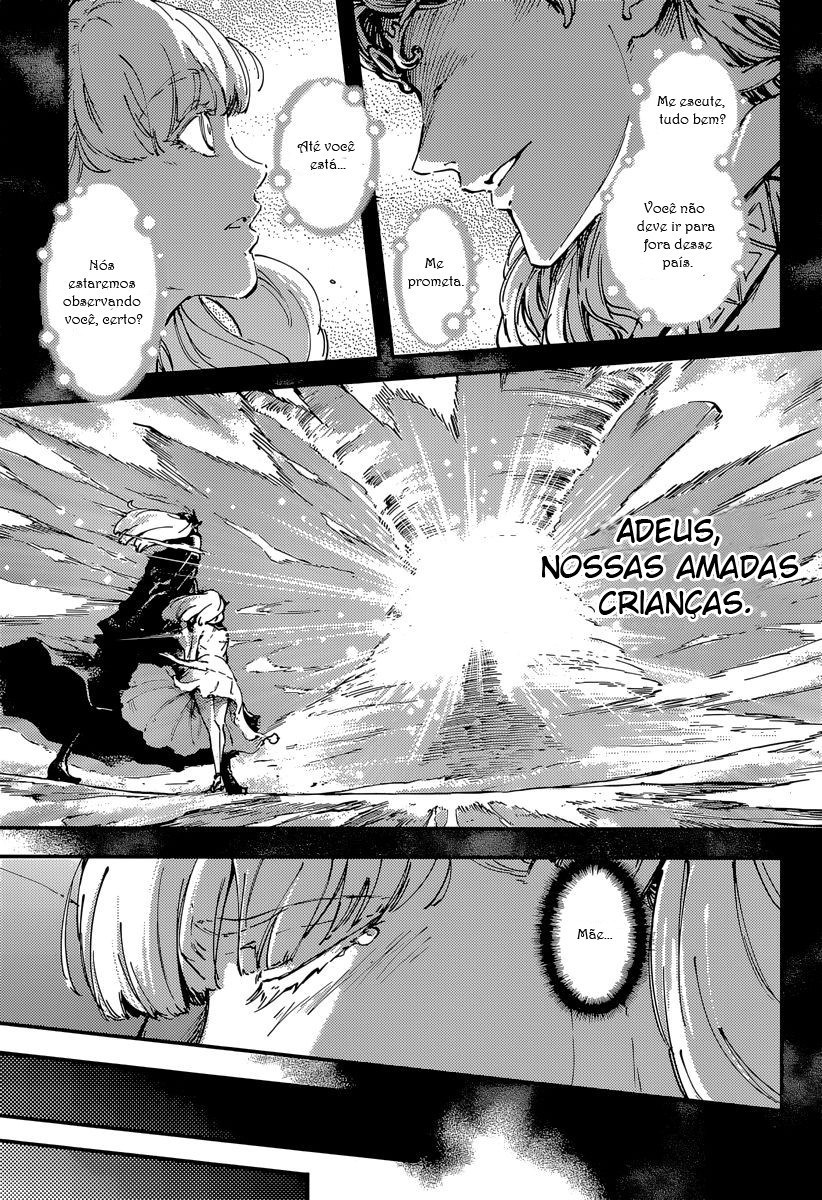 Me escute,
tudo bem?
Você não
deve ir para
fora desse
país.
Me
prometa.
Até você
está...
Nós
estaremos
observando
você, certo?
ADEUS,
NOSSAS AMADAS
CRIANÇAS.
Mãe...